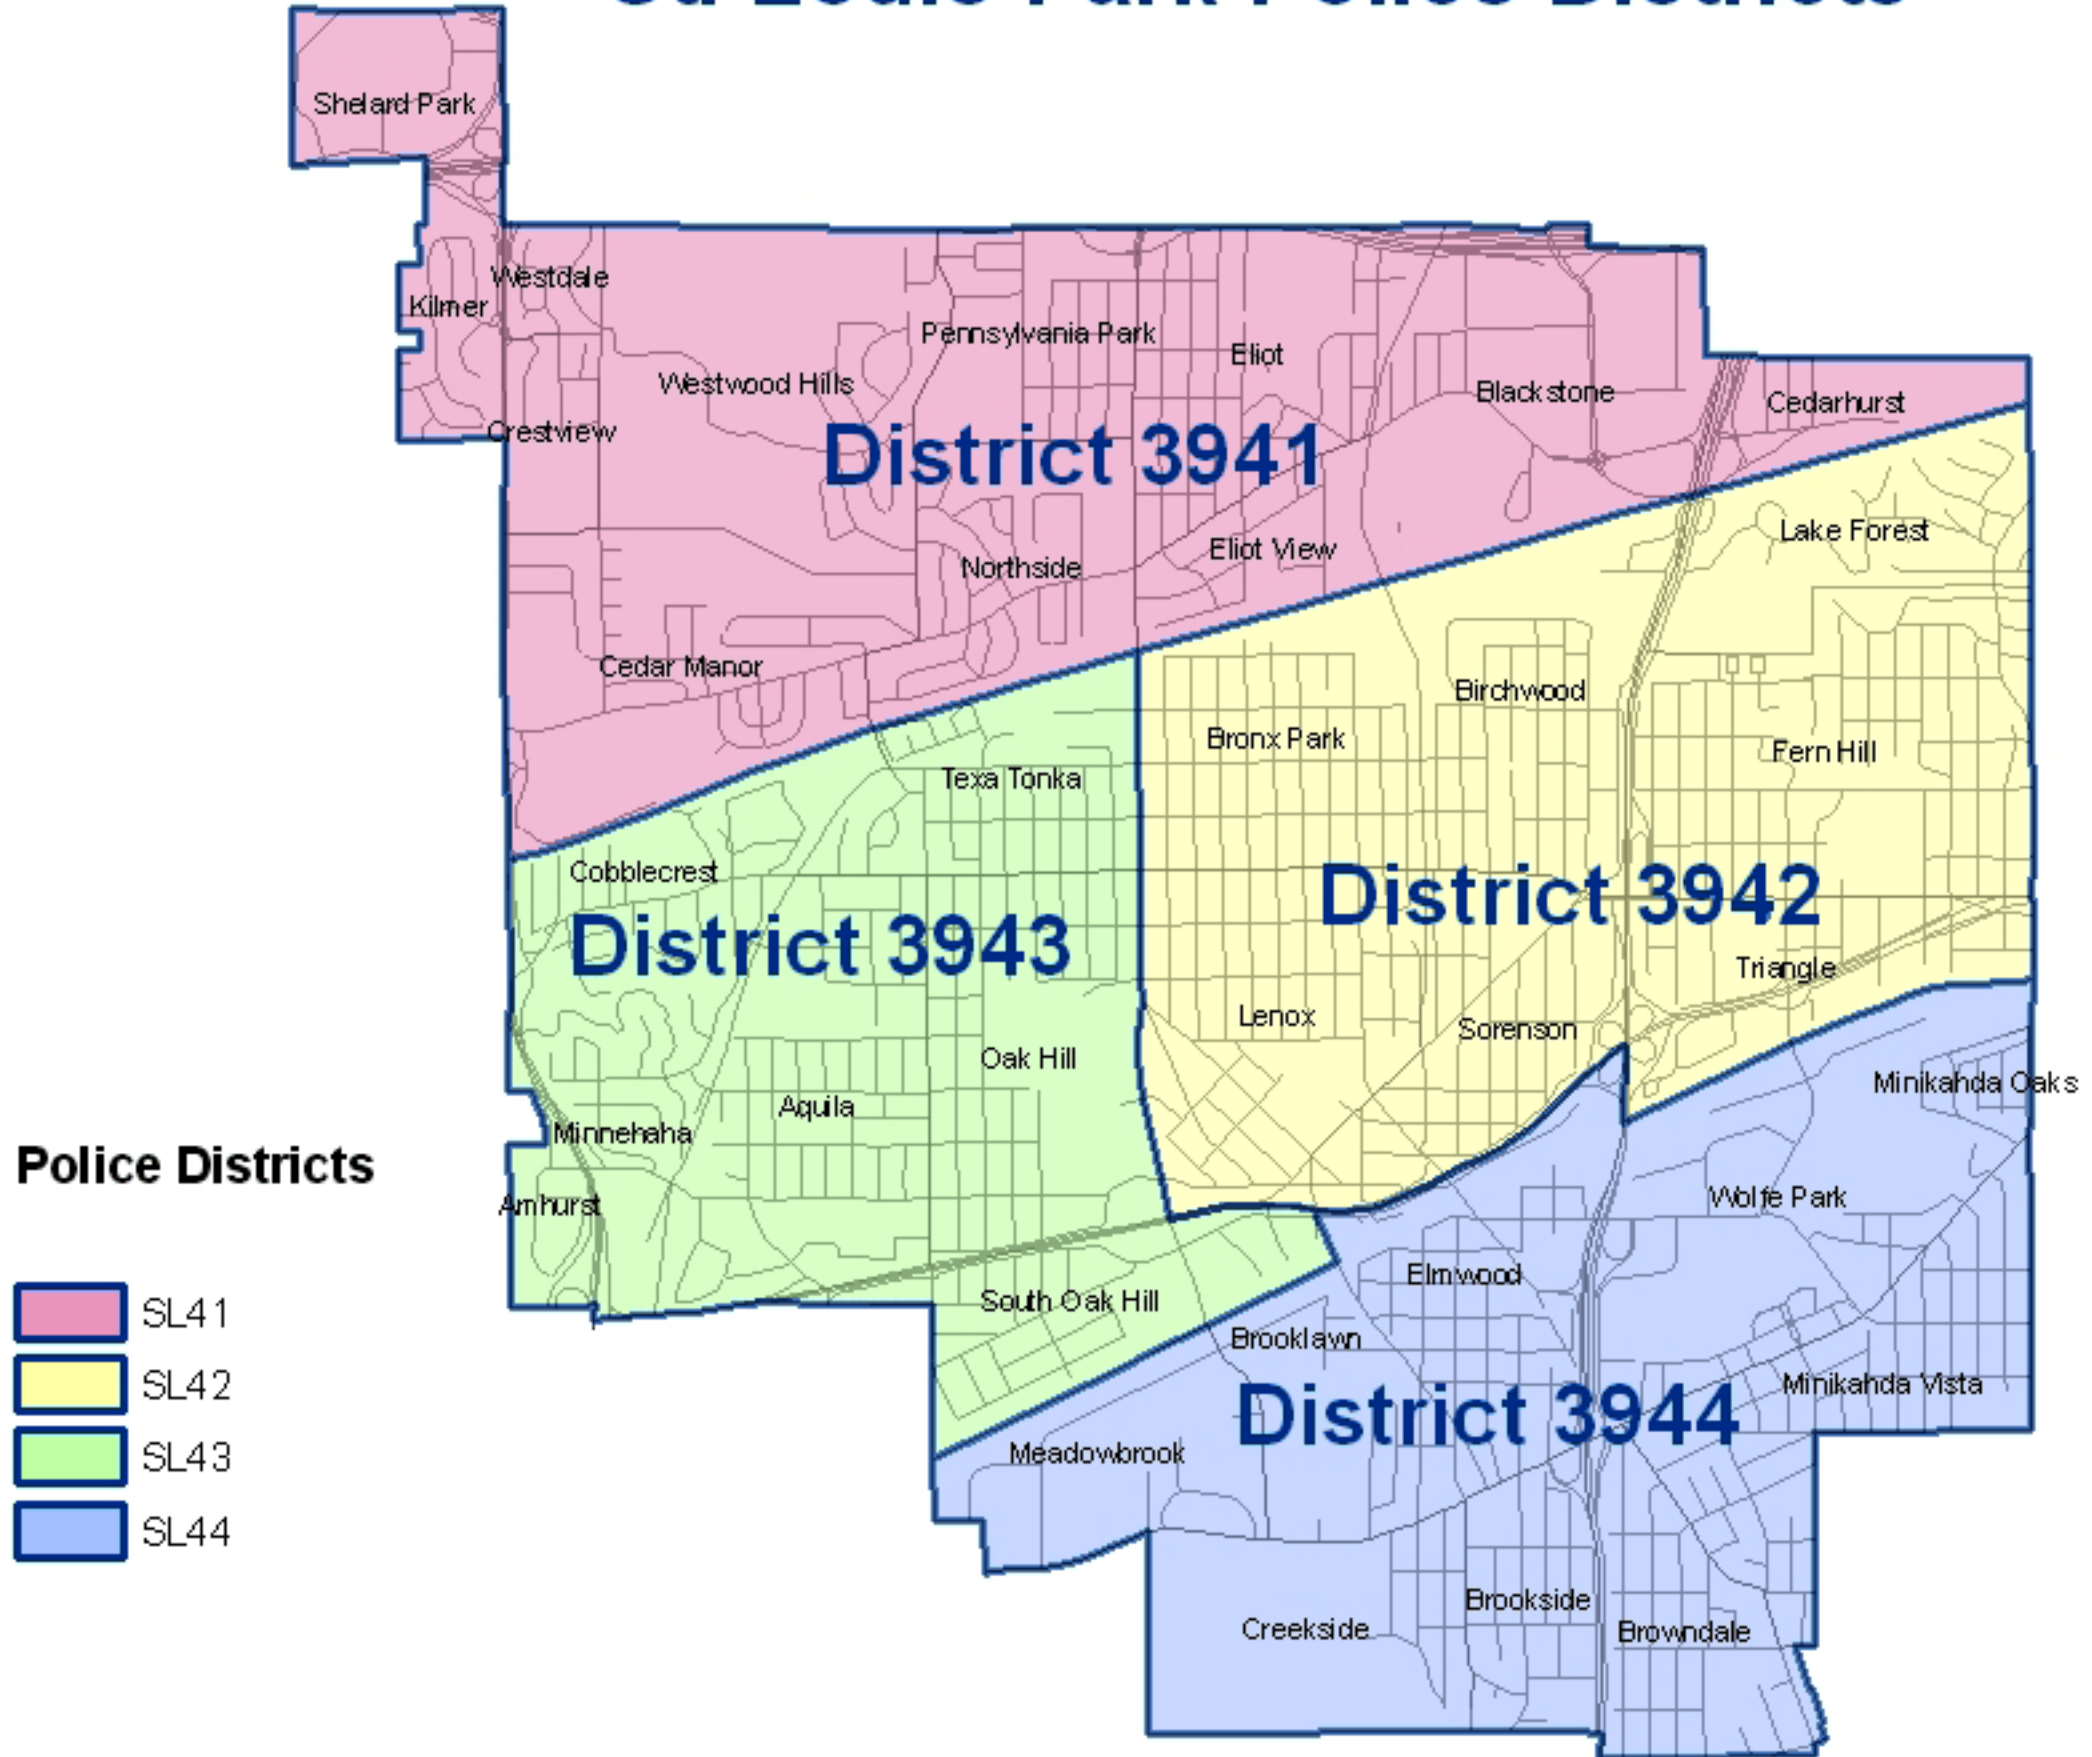 Shelard Park
Westdale
Kilmer
Pennsylvania Park
Eliot
Westwood Hills
Blackstone
Cedarhurst
Crestview
District 3941
Lake Forest
Eliot View
Northside
Cedar Manor
Birchwood
Bronx Park
Fern Hill
Texa Tonka
Cobblecrest
District 3942
District 3943
Triangle
Lenox
Sorenson
Oak Hill
Minikahda Oaks
Aquila
Minnehaha
Police Districts
Amhurst
Wolfe Park
Elmwood
South Oak Hill
SL41
Brooklawn
SL42
Minikahda Vista
District 3944
Meadowbrook
SL43
SL44
Brookside
Creekside
Browndale